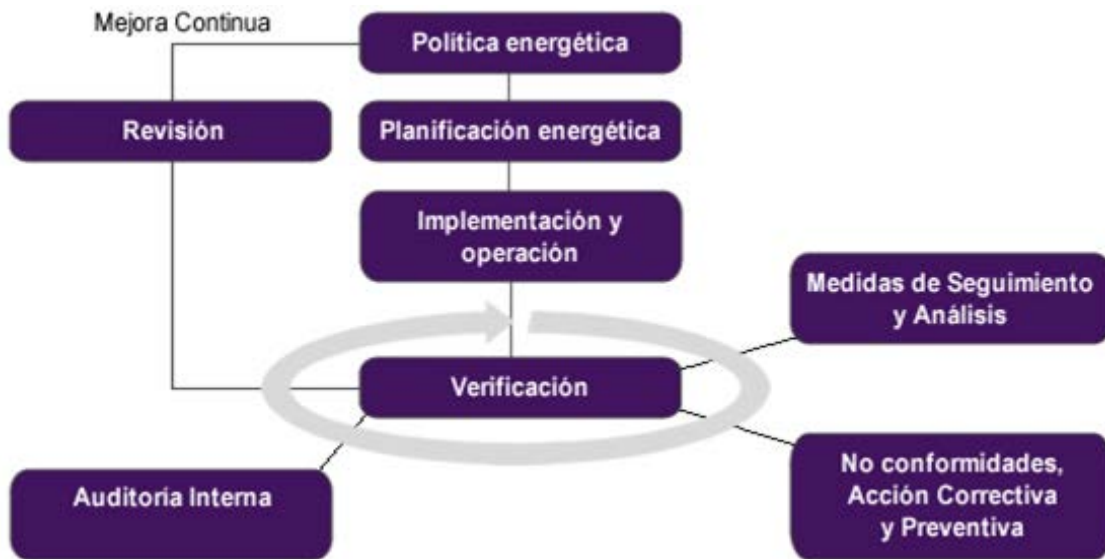 Mejora Continua
Política energética
Revisión
Planificación energética
Implementación y
operación
Medidas de Seguimiento
y Análisis
Verificación
Auditoría Interna
No conformidades,
Acción Correctiva
y Preventiva